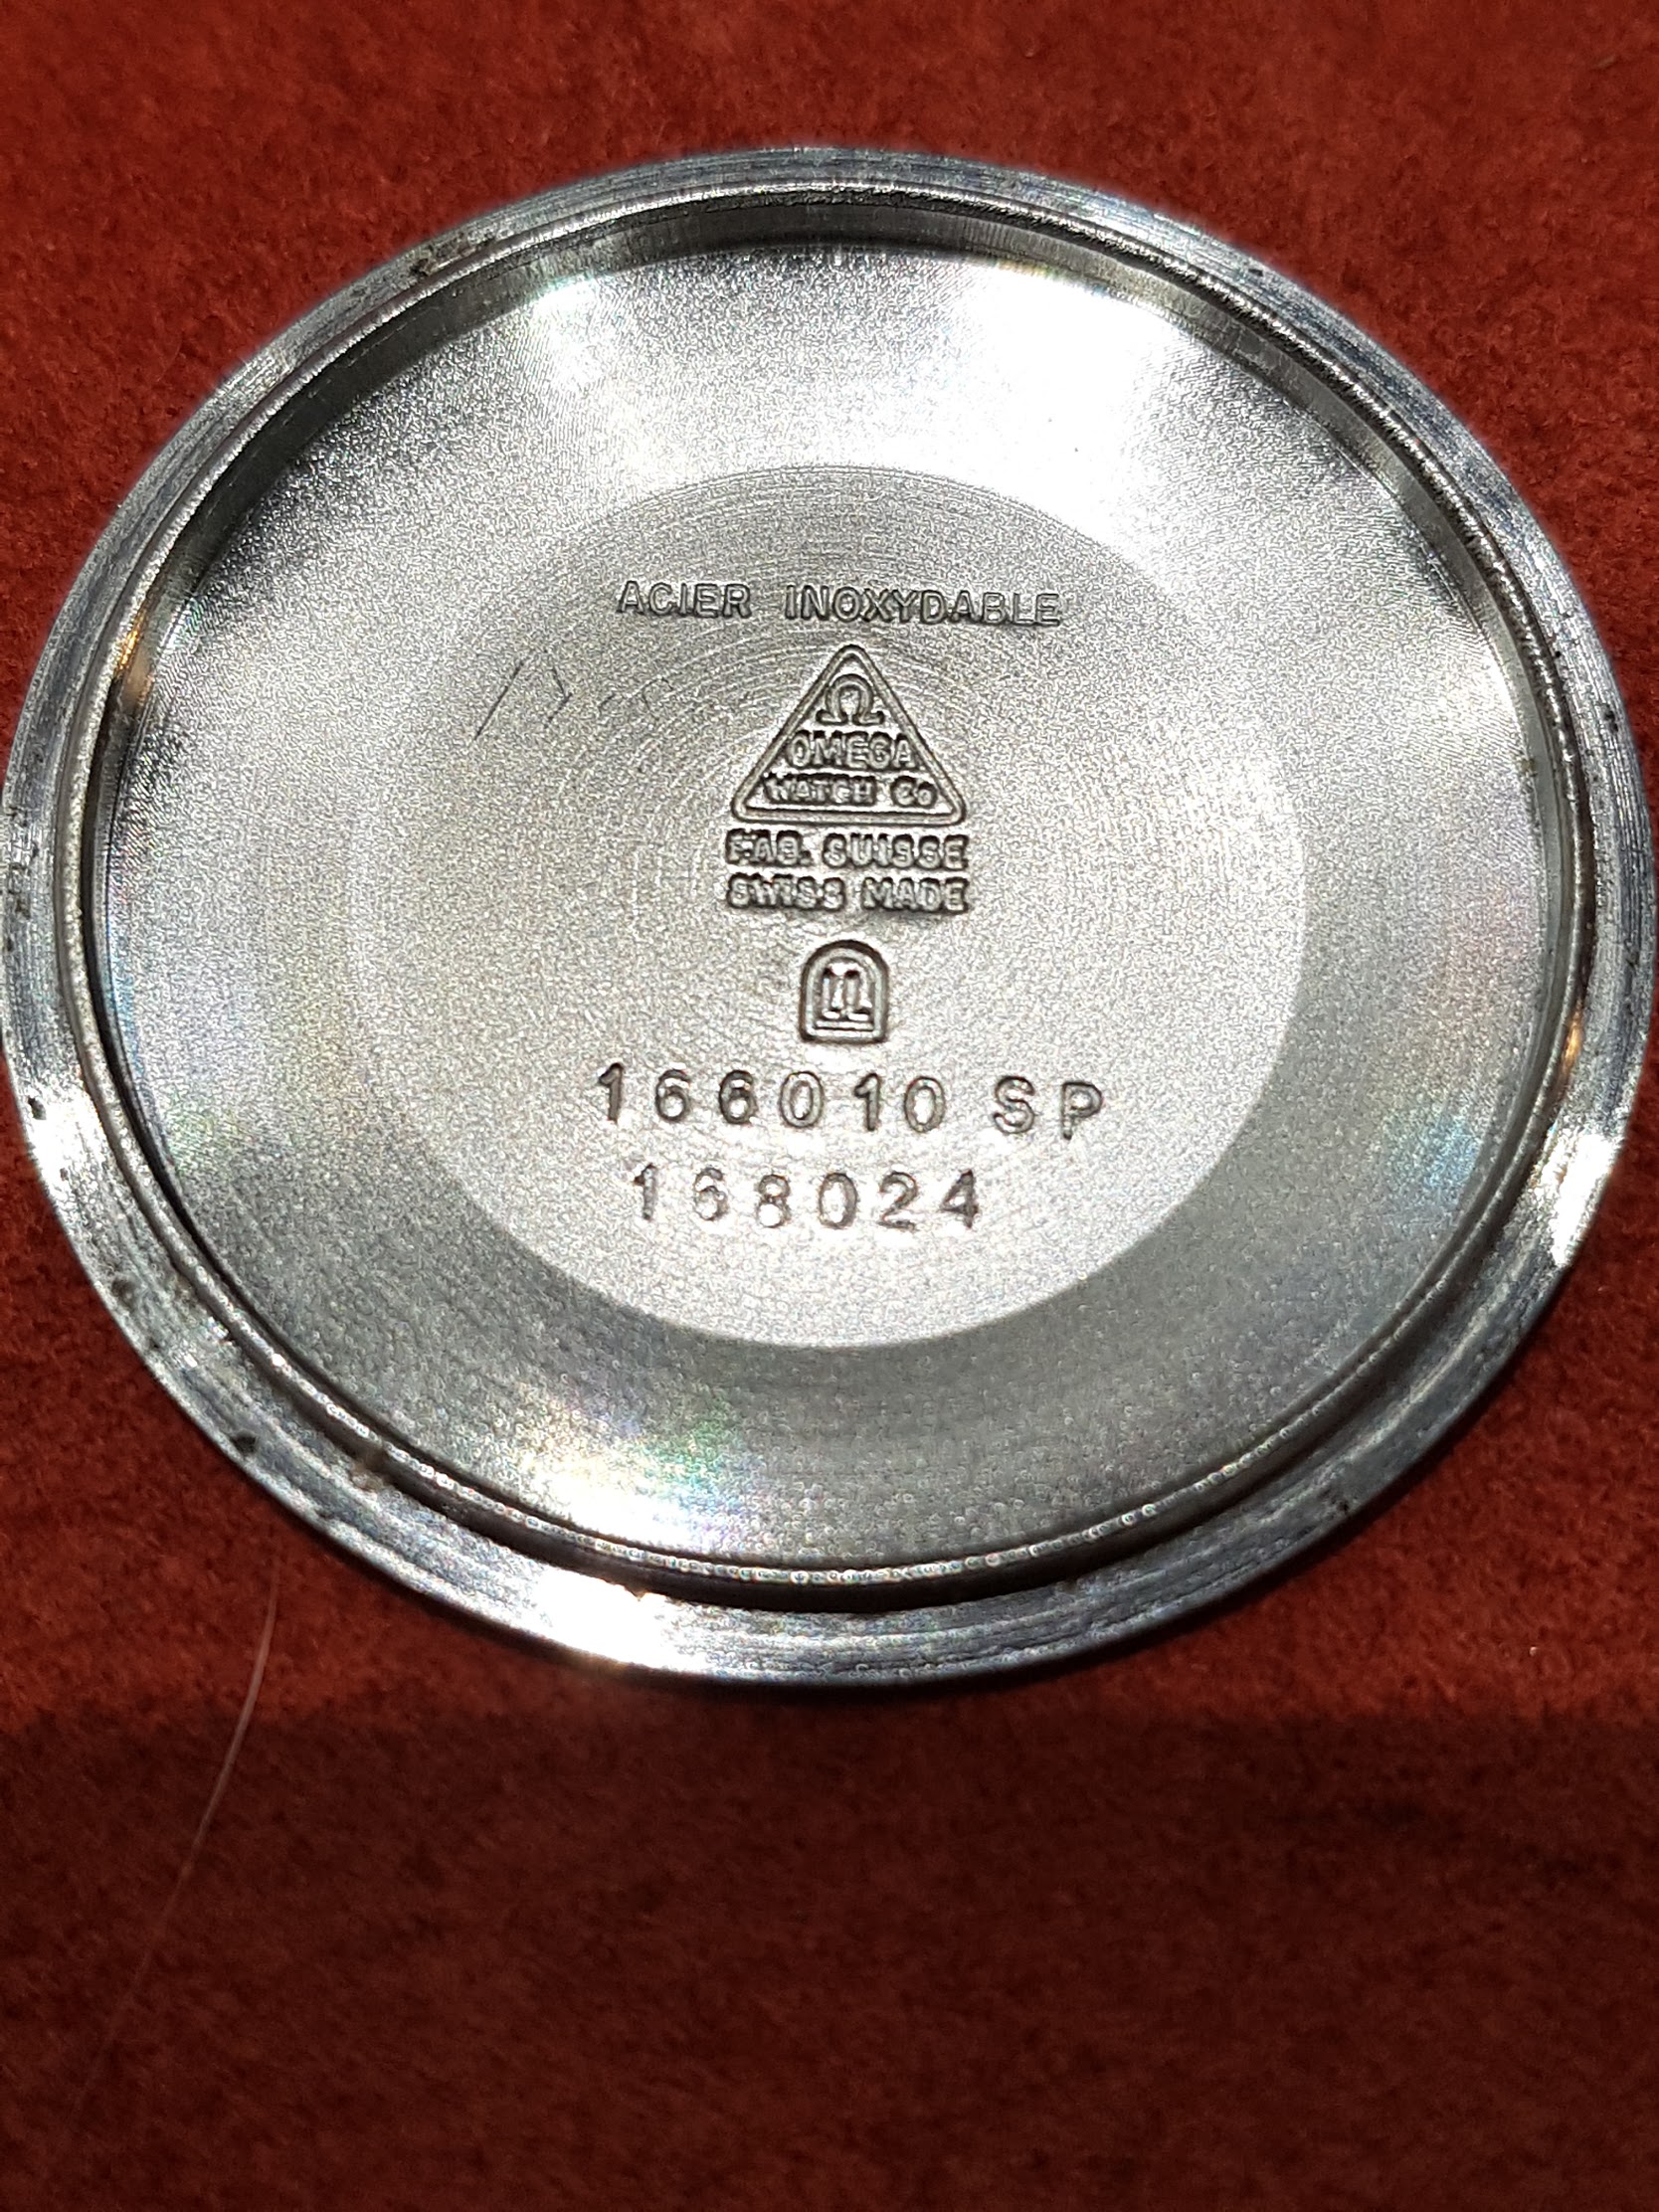 ACIER INOXYDABLE
Ω
OMEGA
WATCH Co
FAB. SUISSE
SWISS MADE
166010 SP
168024